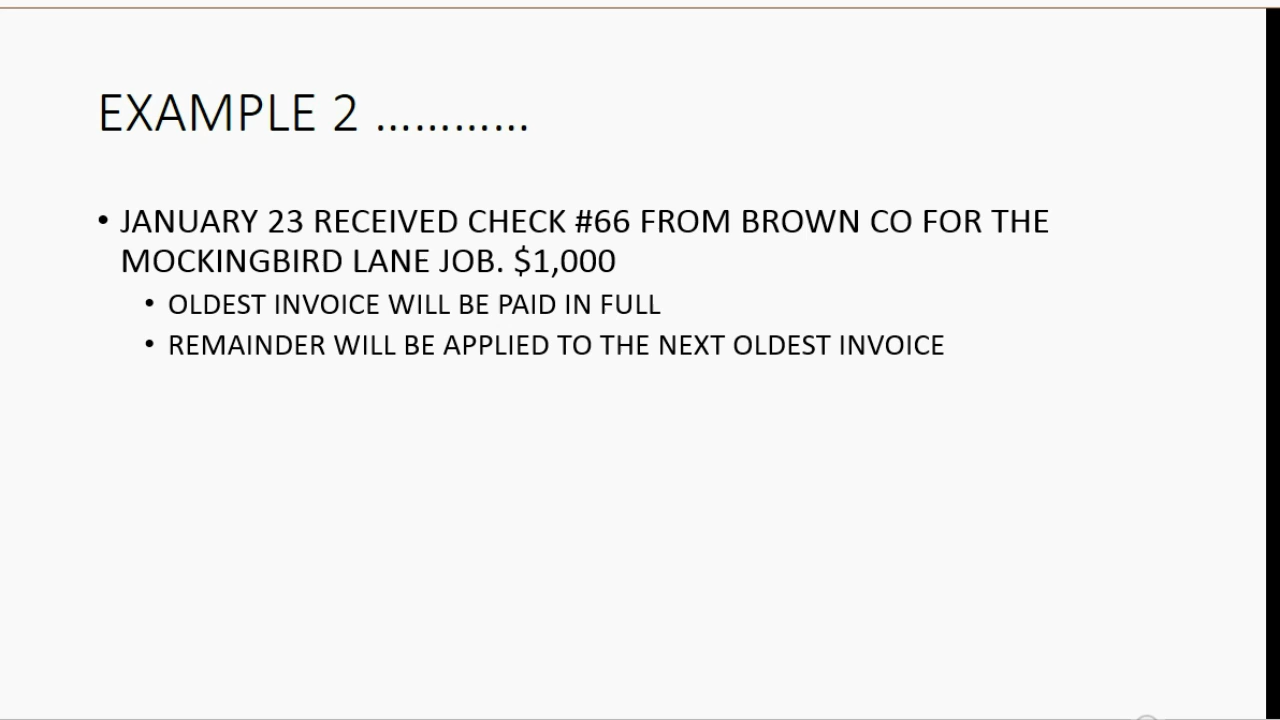 EXAMPLE 2 …………
• JANUARY 23 RECEIVED CHECK #66 FROM BROWN CO FOR THE
MOCKINGBIRD LANE JOB. $1,000
• OLDEST INVOICE WILL BE PAID IN FULL
• REMAINDER WILL BE APPLIED TO THE NEXT OLDEST INVOICE